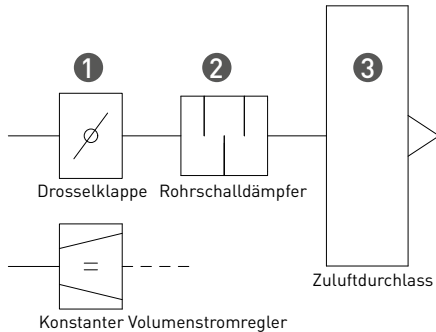 1
2
3
Drosselklappe
Rohrschalldämpfer
=
Zuluftdurchlass
Konstanter Volumenstromregler